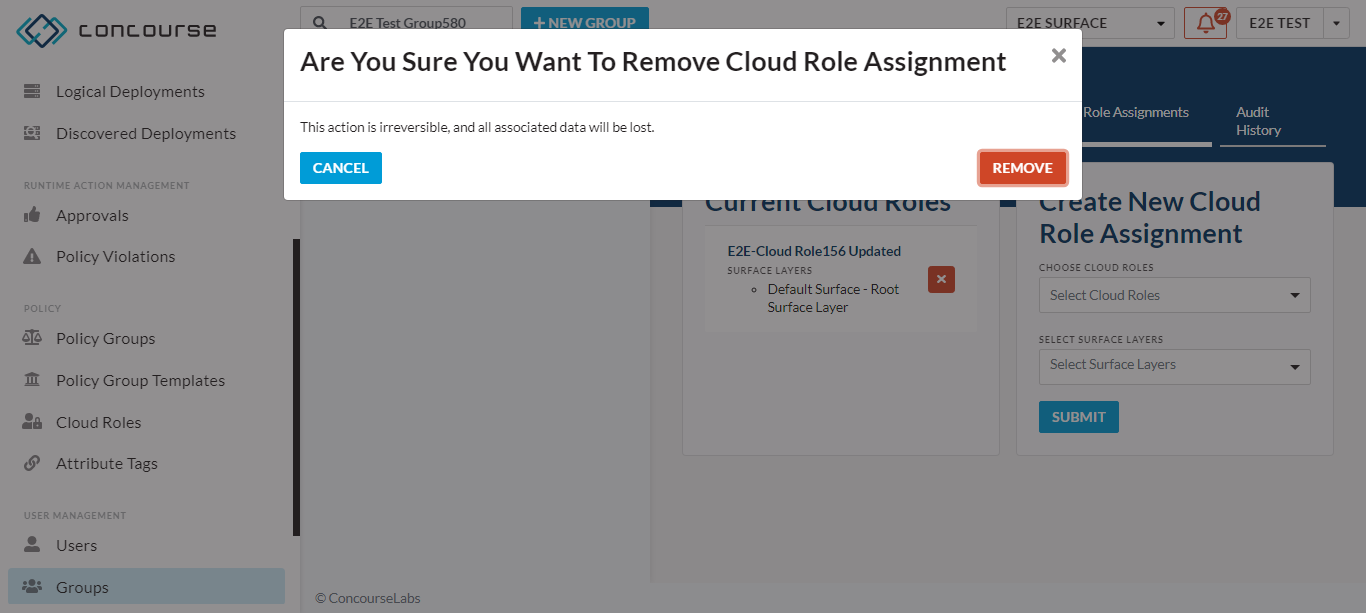 concourse
E2E Test Group580
+ NEW GROUP
E2E SURFACE
27
E2E TEST
Are You Sure You Want To Remove Cloud Role Assignment
This action is irreversible, and all associated data will be lost.
CANCEL
REMOVE
Logical Deployments
Discovered Deployments
RUNTIME ACTION MANAGEMENT
Approvals
Policy Violations
POLICY
Policy Groups
Policy Group Templates
Cloud Roles
Attribute Tags
USER MANAGEMENT
Users
Groups
Role Assignments
Audit
History
Current Cloud Roles
E2E-Cloud Role156 Updated
SURFACE LAYERS
Default Surface - Root
Surface Layer
Create New Cloud
Role Assignment
CHOOSE CLOUD ROLES
Select Cloud Roles
SELECT SURFACE LAYERS
Select Surface Layers
SUBMIT
© ConcourseLabs